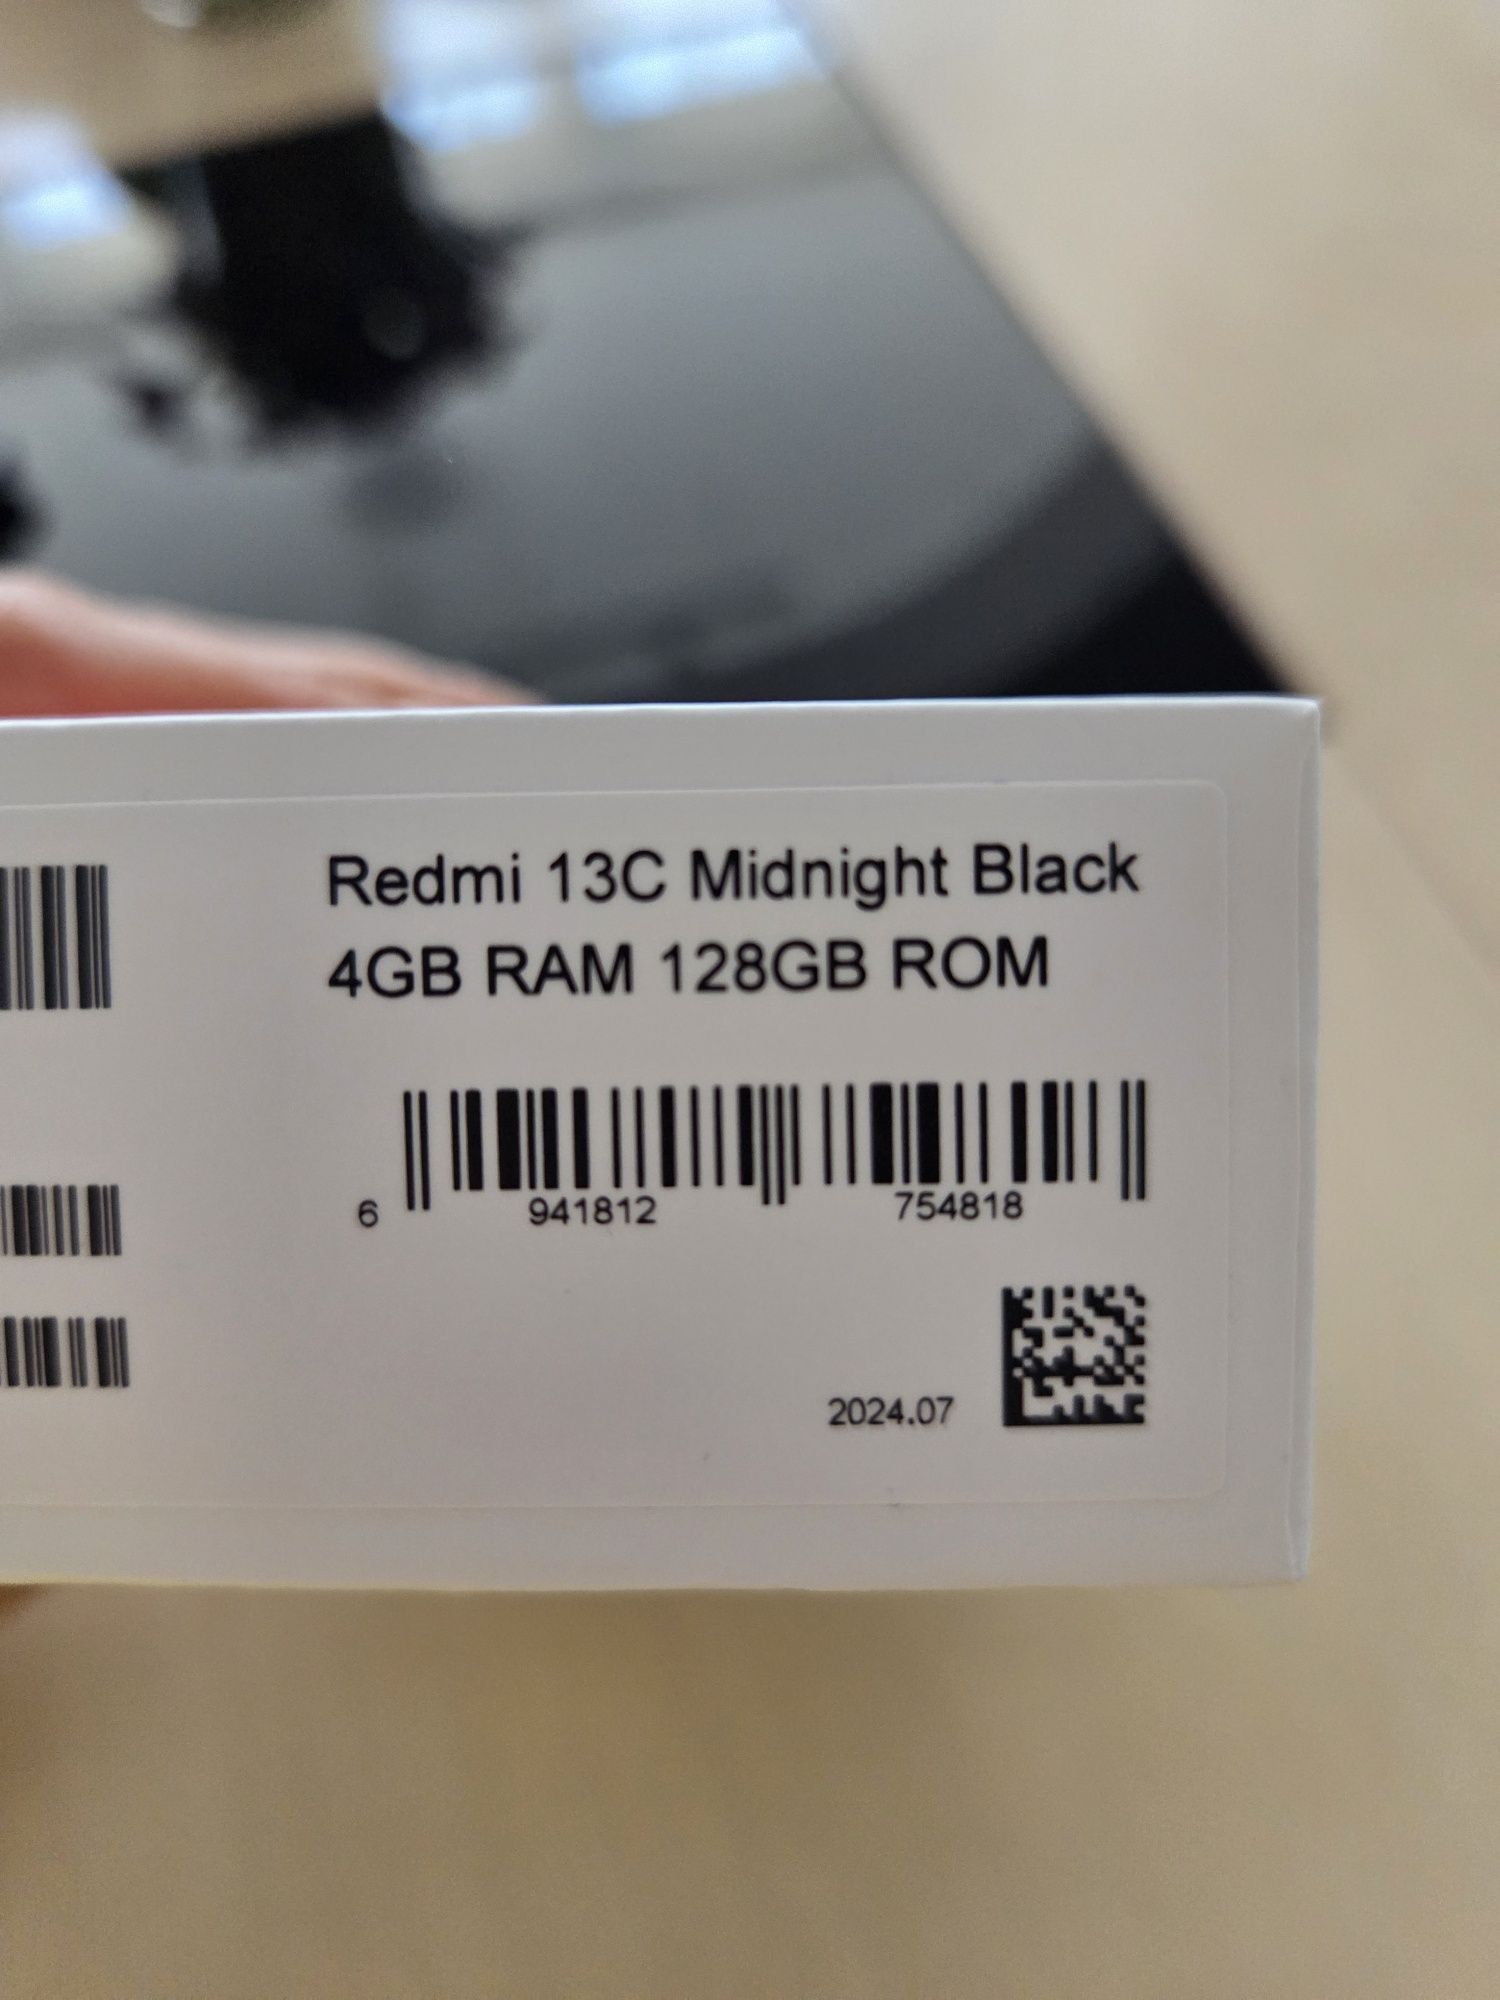 Redmi 13C Midnight Black
4GB RAM 128GB ROM
6 941812 754818
2024.07